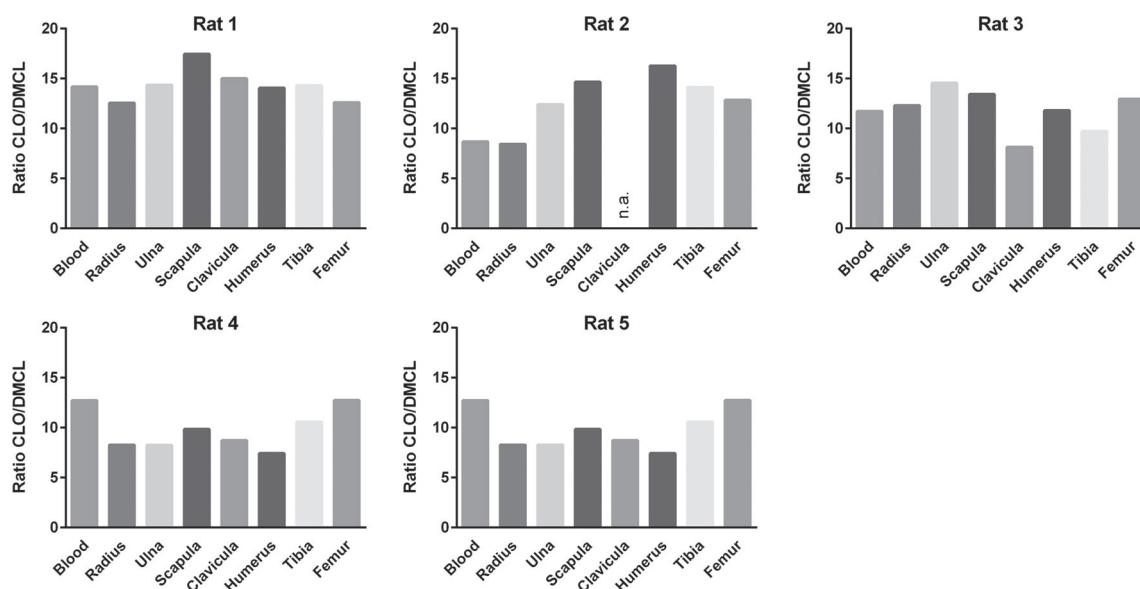 Rat 1
Ratio CLO/DMCL
20
15
10
5
0
Blood
Radius
Ulna
Scapula
Clavicula
Humerus
Tibia
Femur
Rat 2
Ratio CLO/DMCL
20
15
10
5
0
n.a.
Blood
Radius
Ulna
Scapula
Clavicula
Humerus
Tibia
Femur
Rat 3
Ratio CLO/DMCL
20
15
10
5
0
Blood
Radius
Ulna
Scapula
Clavicula
Humerus
Tibia
Femur
Rat 4
Ratio CLO/DMCL
20
15
10
5
0
Blood
Radius
Ulna
Scapula
Clavicula
Humerus
Tibia
Femur
Rat 5
Ratio CLO/DMCL
20
15
10
5
0
Blood
Radius
Ulna
Scapula
Clavicula
Humerus
Tibia
Femur